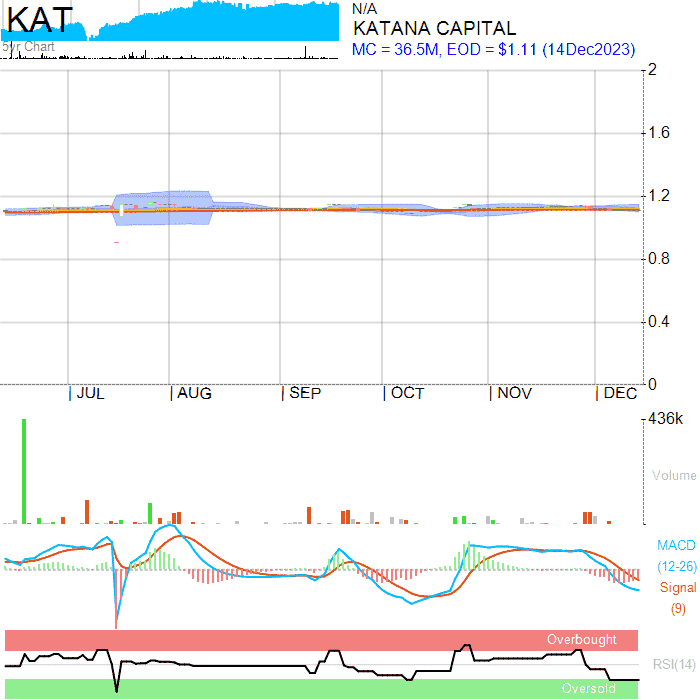 KAT
5yr Chart
N/A
KATANA CAPITAL
MC = 36.5M, EOD = $1.11 (14Dec2023)
2
1.6
1.2
0.8
0.4
0
JUL AUG SEP OCT NOV DEC
436k
Volume
MACD
(12-26)
Signal
(9)
Overbought
RSI(14)
Oversold